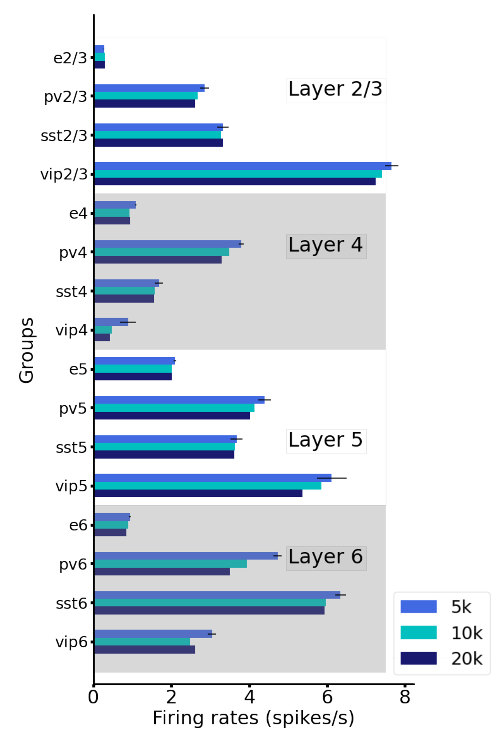 e2/3
pv2/3
Layer 2/3
sst2/3
vip2/3
e4
pv4
Layer 4
sst4
vip4
e5
pv5
sst5
Layer 5
vip5
e6
pv6
Layer 6
sst6
vip6
Groups
0 2 4 6 8
Firing rates (spikes/s)
5k
10k
20k